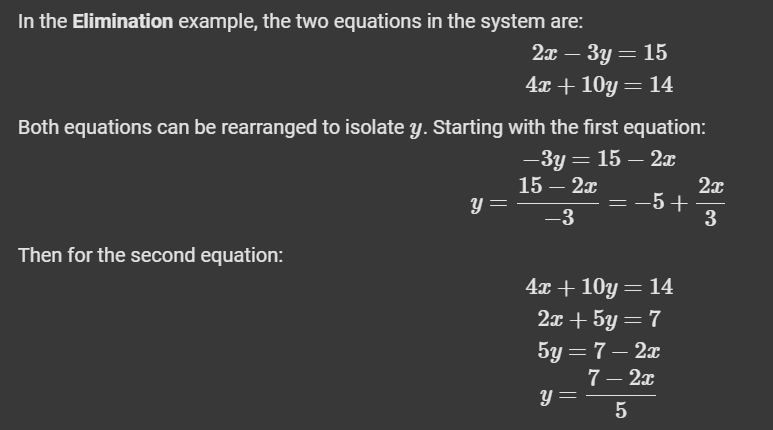 In the Elimination example, the two equations in the system are:
2x − 3y = 15
4x + 10y = 14
Both equations can be rearranged to isolate y. Starting with the first equation:
−3y = 15 − 2x
y = \frac{15 − 2x}{−3} = −5 + \frac{2x}{3}
Then for the second equation:
4x + 10y = 14
2x + 5y = 7
5y = 7 − 2x
y = \frac{7 − 2x}{5}